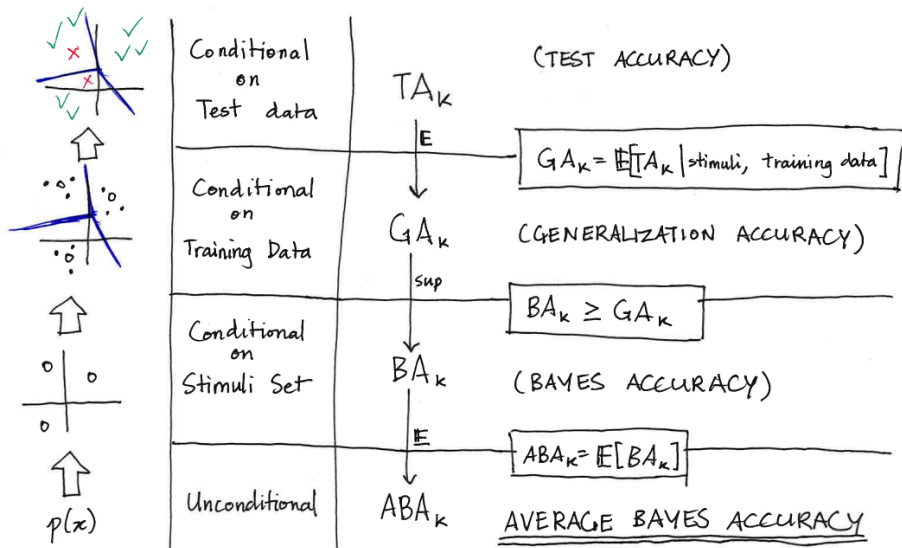 Conditional
on
Test data
TA_k
(TEST ACCURACY)
E
GA_k = E[TA_k | stimuli, training data]
Conditional
on
Training Data
GA_k
(GENERALIZATION ACCURACY)
sup
BA_k ≥ GA_k
Conditional
on
Stimuli Set
BA_k
(BAYES ACCURACY)
E
ABA_k = E[BA_k]
p(x)
Unconditional
ABA_k
AVERAGE BAYES ACCURACY